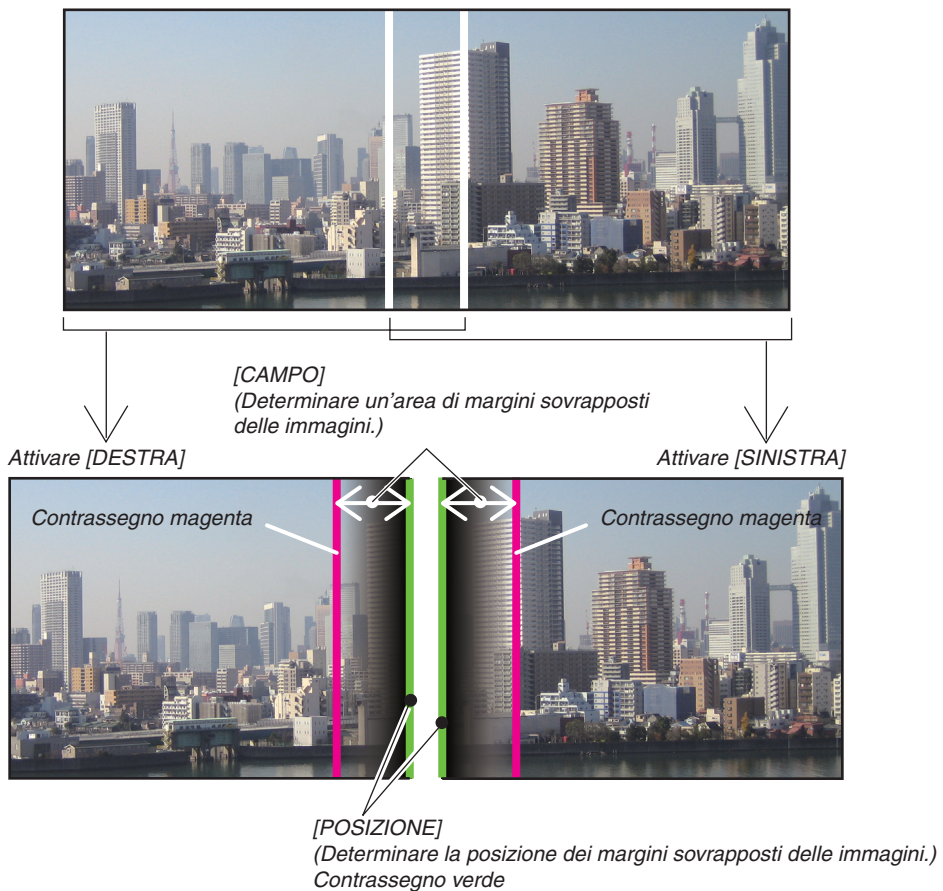 [CAMPO]
(Determinare un'area di margini sovrapposti
delle immagini.)
Attivare [DESTRA]
Attivare [SINISTRA]
Contrassegno magenta
Contrassegno magenta
[POSIZIONE]
(Determinare la posizione dei margini sovrapposti delle immagini.)
Contrassegno verde